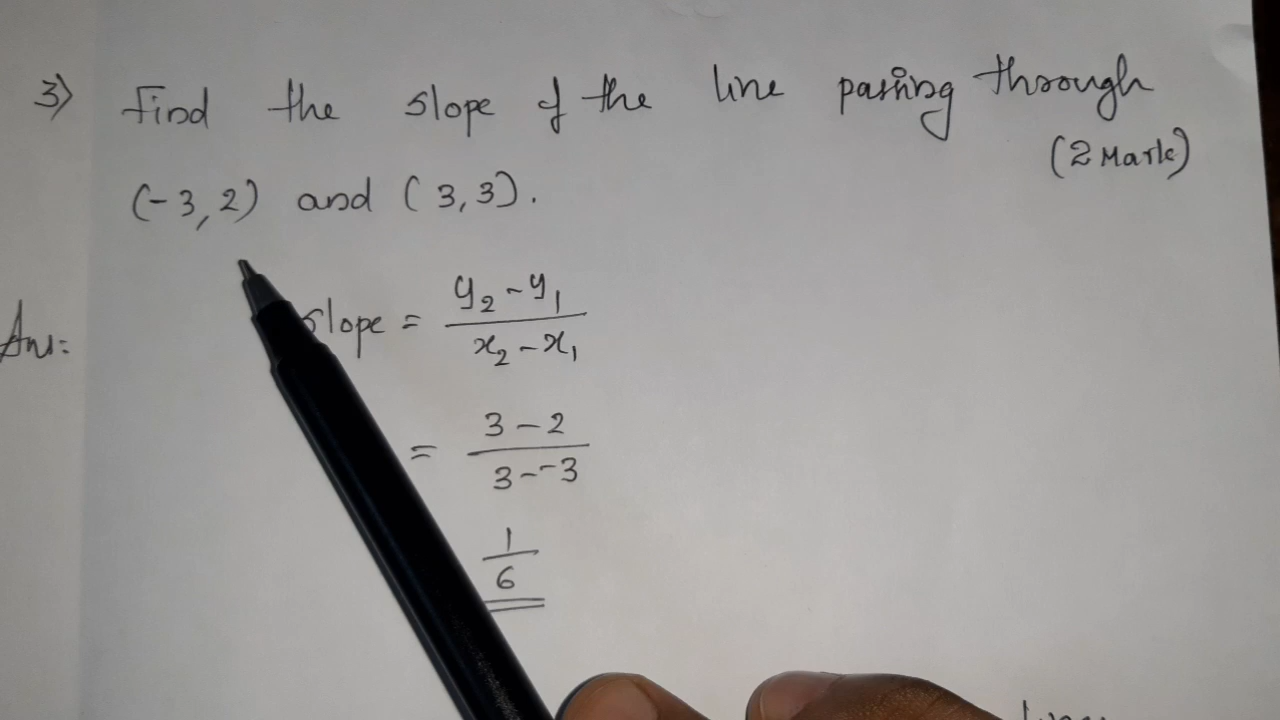 3) Find the slope of the line passing through
(2 Mark)
(-3,2) and (3,3).
Ans: slope = y₂ - y₁ / x₂ - x₁
= 3 - 2 / 3 - -3
1 / 6